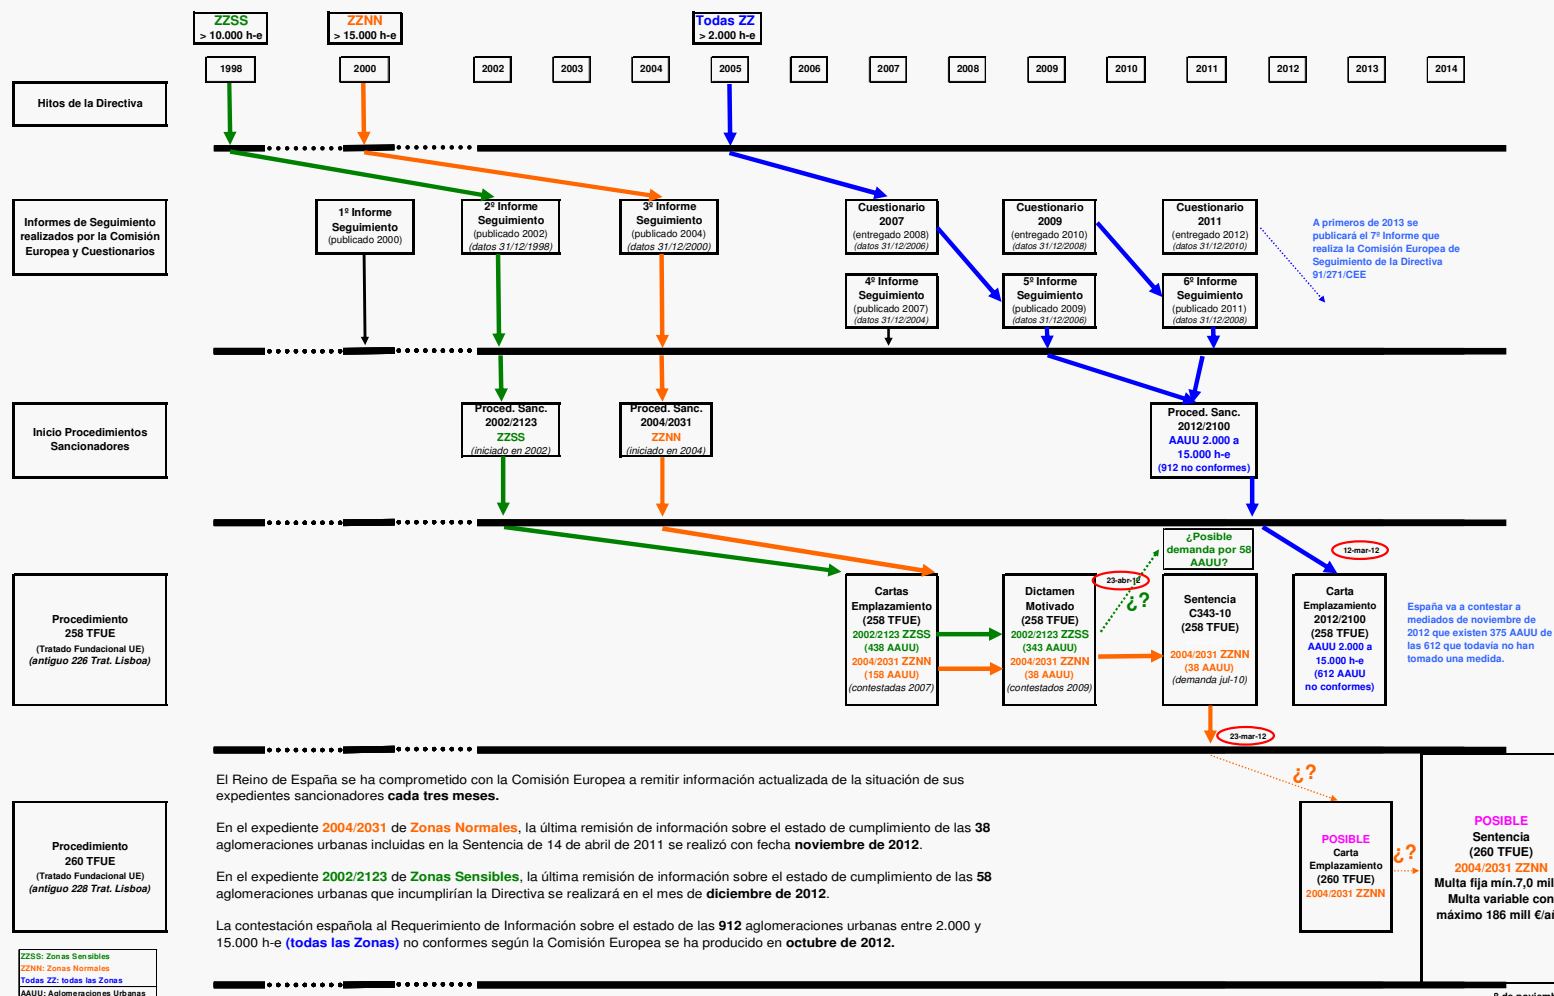 ZZSS
> 10.000 h-e
ZZNN
> 15.000 h-e
Todas ZZ
> 2.000 h-e
1998
2000
2002
2003
2004
2005
2006
2007
2008
2009
2010
2011
2012
2013
2014
Hitos de la Directiva
Informes de Seguimiento
realizados por la Comisión
Europea y Cuestionarios
1º Informe
Seguimiento
(publicado 2000)
2º Informe
Seguimiento
(publicado 2002)
(datos 31/12/1998)
3º Informe
Seguimiento
(publicado 2004)
(datos 31/12/2000)
Cuestionario
2007
(entregado 2008)
(datos 31/12/2006)
Cuestionario
2009
(entregado 2010)
(datos 31/12/2008)
Cuestionario
2011
(entregado 2012)
(datos 31/12/2010)
A primeros de 2013 se
publicará el 7º Informe que
realiza la Comisión Europea de
Seguimiento de la Directiva
91/271/CEE
4º Informe
Seguimiento
(publicado 2007)
(datos 31/12/2004)
5º Informe
Seguimiento
(publicado 2009)
(datos 31/12/2006)
6º Informe
Seguimiento
(publicado 2011)
(datos 31/12/2008)
Inicio Procedimientos
Sancionadores
Proced. Sanc.
2002/2123
ZZSS
(iniciado en 2002)
Proced. Sanc.
2004/2031
ZZNN
(iniciado en 2004)
Proced. Sanc.
2012/2100
AAUU 2.000 a
15.000 h-e
(912 no conformes)
¿Posible
demanda por 58
AAUU?
12-mar-12
23-abr-12
¿?
Procedimiento
258 TFUE
(Tratado Fundacional UE)
(antiguo 226 Trat. Lisboa)
Cartas
Emplazamiento
(258 TFUE)
2002/2123 ZZSS
(438 AAUU)
2004/2031 ZZNN
(158 AAUU)
(contestadas 2007)
Dictamen
Motivado
(258 TFUE)
2002/2123 ZZSS
(343 AAUU)
2004/2031 ZZNN
(38 AAUU)
(contestados 2009)
Sentencia
C343-10
(258 TFUE)
2004/2031 ZZNN
(38 AAUU)
(demanda jul-10)
Carta
Emplazamiento
2012/2100
(258 TFUE)
AAUU 2.000 a
15.000 h-e
(612 AAUU
no conformes)
España va a contestar a
mediados de noviembre de
2012 que existen 375 AAUU de
las 612 que todavía no han
tomado una medida.
23-mar-12
Procedimiento
260 TFUE
(Tratado Fundacional UE)
(antiguo 228 Trat. Lisboa)
El Reino de España se ha comprometido con la Comisión Europea a remitir información actualizada de la situación de sus
expedientes sancionadores cada tres meses.
En el expediente 2004/2031 de Zonas Normales, la última remisión de información sobre el estado de cumplimiento de las 38
aglomeraciones urbanas incluidas en la Sentencia de 14 de abril de 2011 se realizó con fecha noviembre de 2012.
En el expediente 2002/2123 de Zonas Sensibles, la última remisión de información sobre el estado de cumplimiento de las 58
aglomeraciones urbanas que incumplirían la Directiva se realizará en el mes de diciembre de 2012.
La contestación española al Requerimiento de Información sobre el estado de las 912 aglomeraciones urbanas entre 2.000 y
15.000 h-e (todas las Zonas) no conformes según la Comisión Europea se ha producido en octubre de 2012.
¿?
POSIBLE
Carta
Emplazamiento
(260 TFUE)
2004/2031 ZZNN
¿?
POSIBLE
Sentencia
(260 TFUE)
2004/2031 ZZNN
Multa fija mín.7,0 mil
Multa variable con
máximo 186 mill €/añ
ZZSS: Zonas Sensibles
ZZNN: Zonas Normales
Todas ZZ: todas las Zonas
AAUU: Aglomeraciones Urbanas